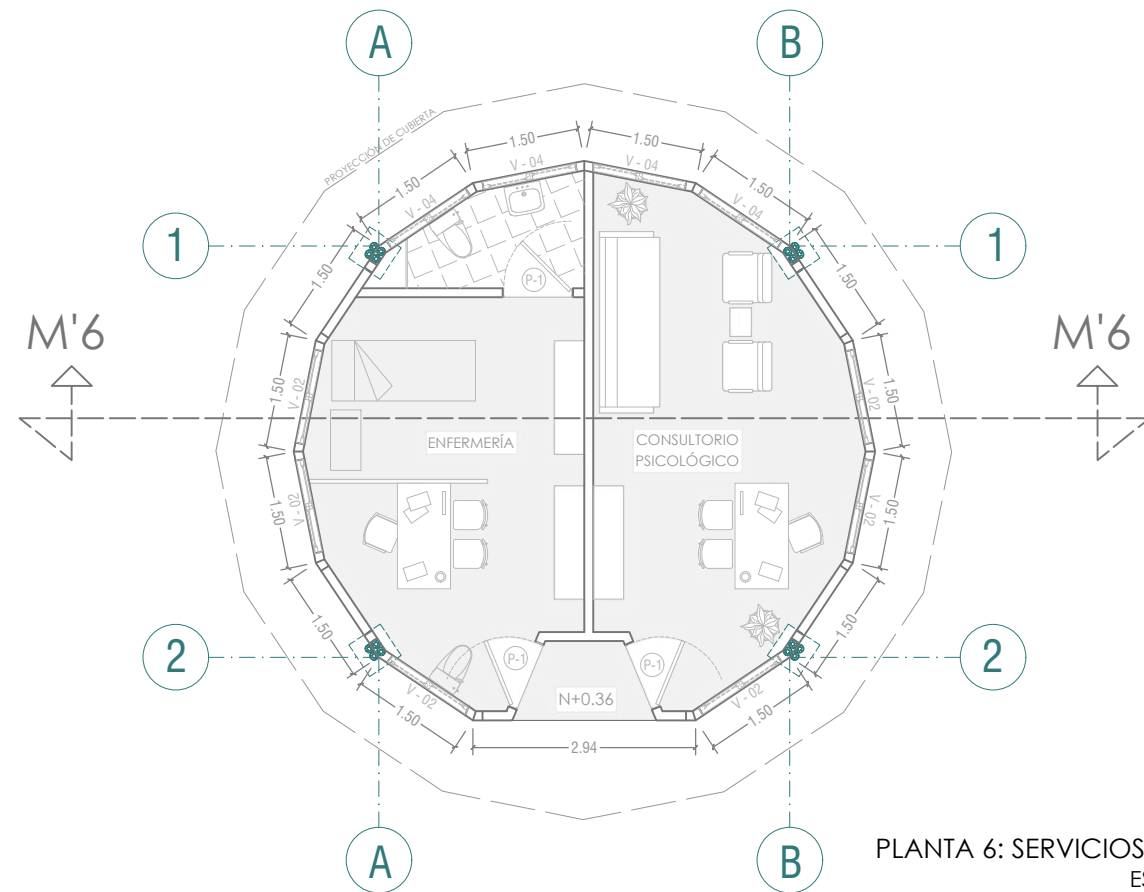 A
B
PROYECCIÓN DE CUBIERTA
1.50
1.50
V - 04
V - 04
1.50
1.50
V - 04
V - 04
1
1
P-1
1.50
1.50
M'6
M'6
1.50
V - 02
V - 02
1.50
ENFERMERÍA
CONSULTORIO
PSICOLÓGICO
1.50
V - 02
V - 02
1.50
1.50
1.50
2
2
P-1
P-1
V - 02
V - 02
N+0.36
1.50
1.50
2.94
A
B
PLANTA 6: SERVICIOS